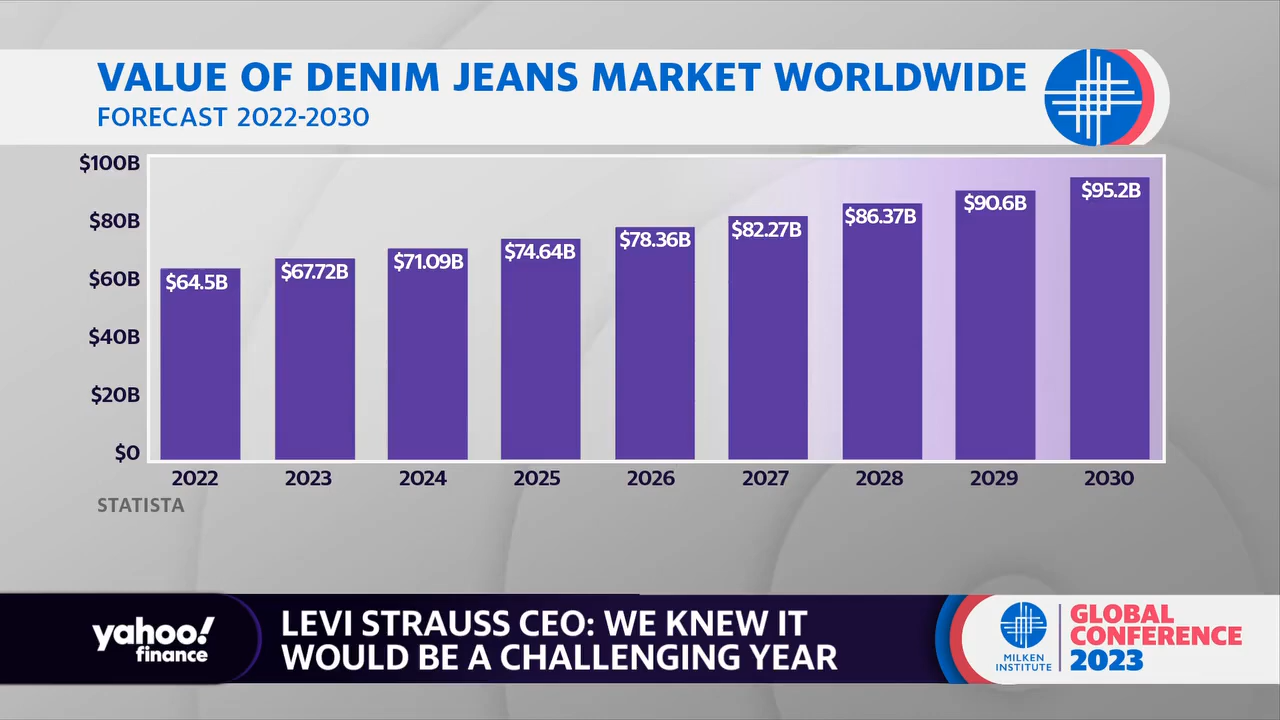 VALUE OF DENIM JEANS MARKET WORLDWIDE
FORECAST 2022-2030
$100B
$80B
$60B
$40B
$20B
$0
$64.5B
$67.72B
$71.09B
$74.64B
$78.36B
$82.27B
$86.37B
$90.6B
$95.2B
2022 2023 2024 2025 2026 2027 2028 2029 2030
STATISTA
yahoo!
finance
LEVI STRAUSS CEO: WE KNEW IT
WOULD BE A CHALLENGING YEAR
MILKEN
INSTITUTE
GLOBAL
CONFERENCE
2023